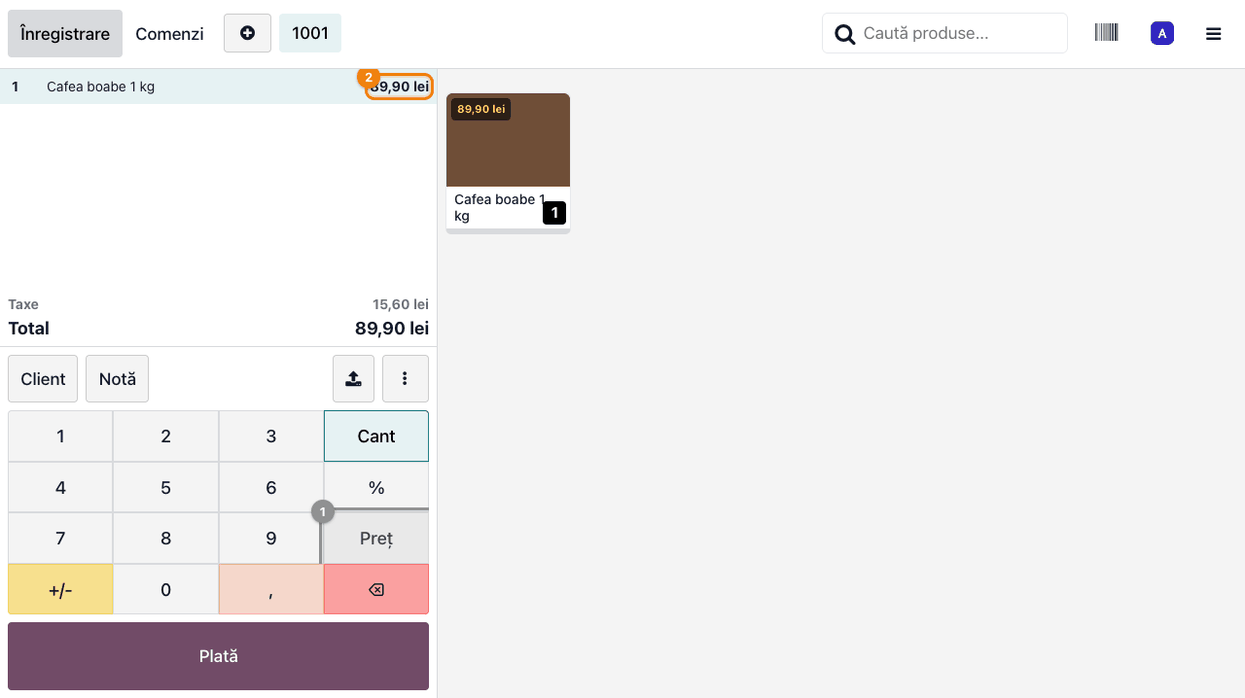 Înregistrare
Comenzi
1001
Caută produse...
A
1 Cafea boabe 1 kg 89,90 lei
2
89,90 lei
Cafea boabe 1
kg
1
Taxe 15,60 lei
Total 89,90 lei
Client
Notă
1 2 3 Cant
4 5 6 %
1
7 8 9 Preț
+/- 0 ,
Plată